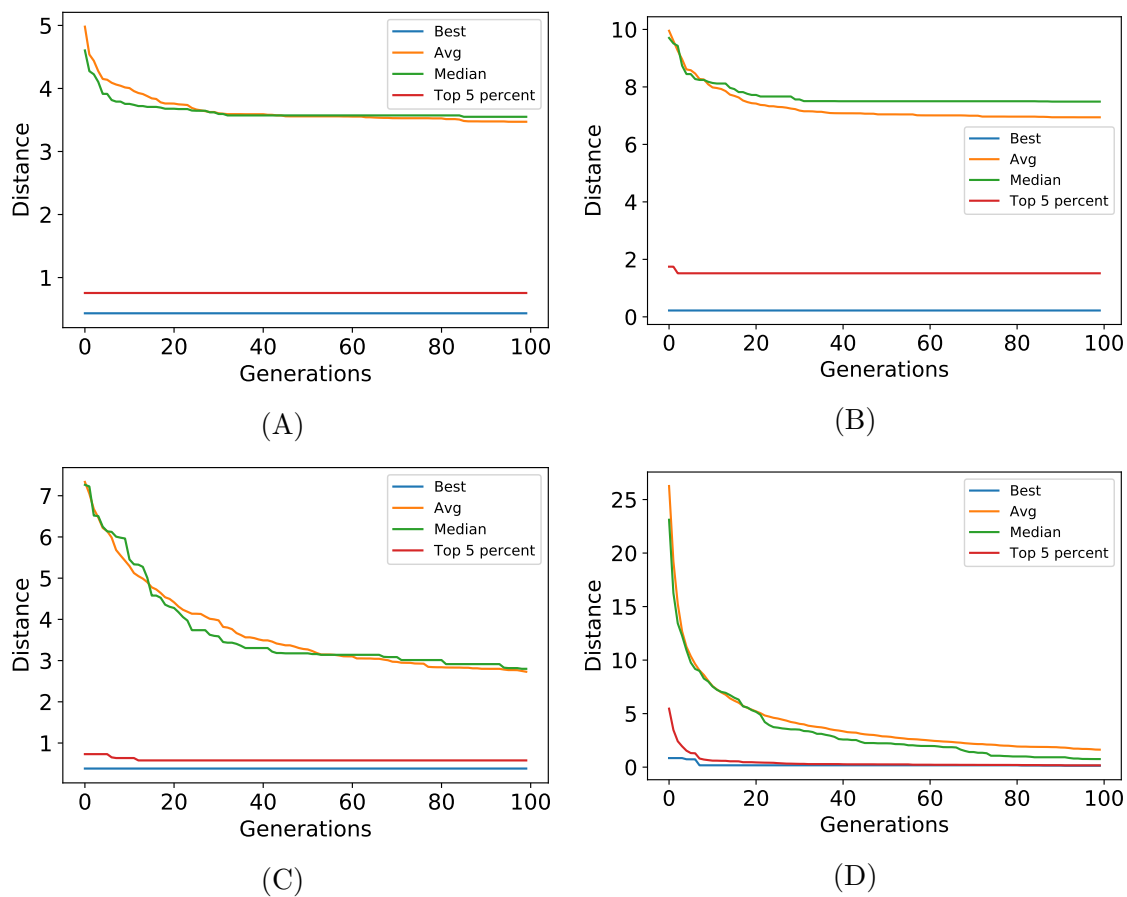 5
4
3
2
1
Distance
Best
Avg
Median
Top 5 percent
0 20 40 60 80 100
Generations
(A)
10
8
6
4
2
0
Distance
Best
Avg
Median
Top 5 percent
0 20 40 60 80 100
Generations
(B)
7
6
5
4
3
2
1
Distance
Best
Avg
Median
Top 5 percent
0 20 40 60 80 100
Generations
(C)
25
20
15
10
5
0
Distance
Best
Avg
Median
Top 5 percent
0 20 40 60 80 100
Generations
(D)